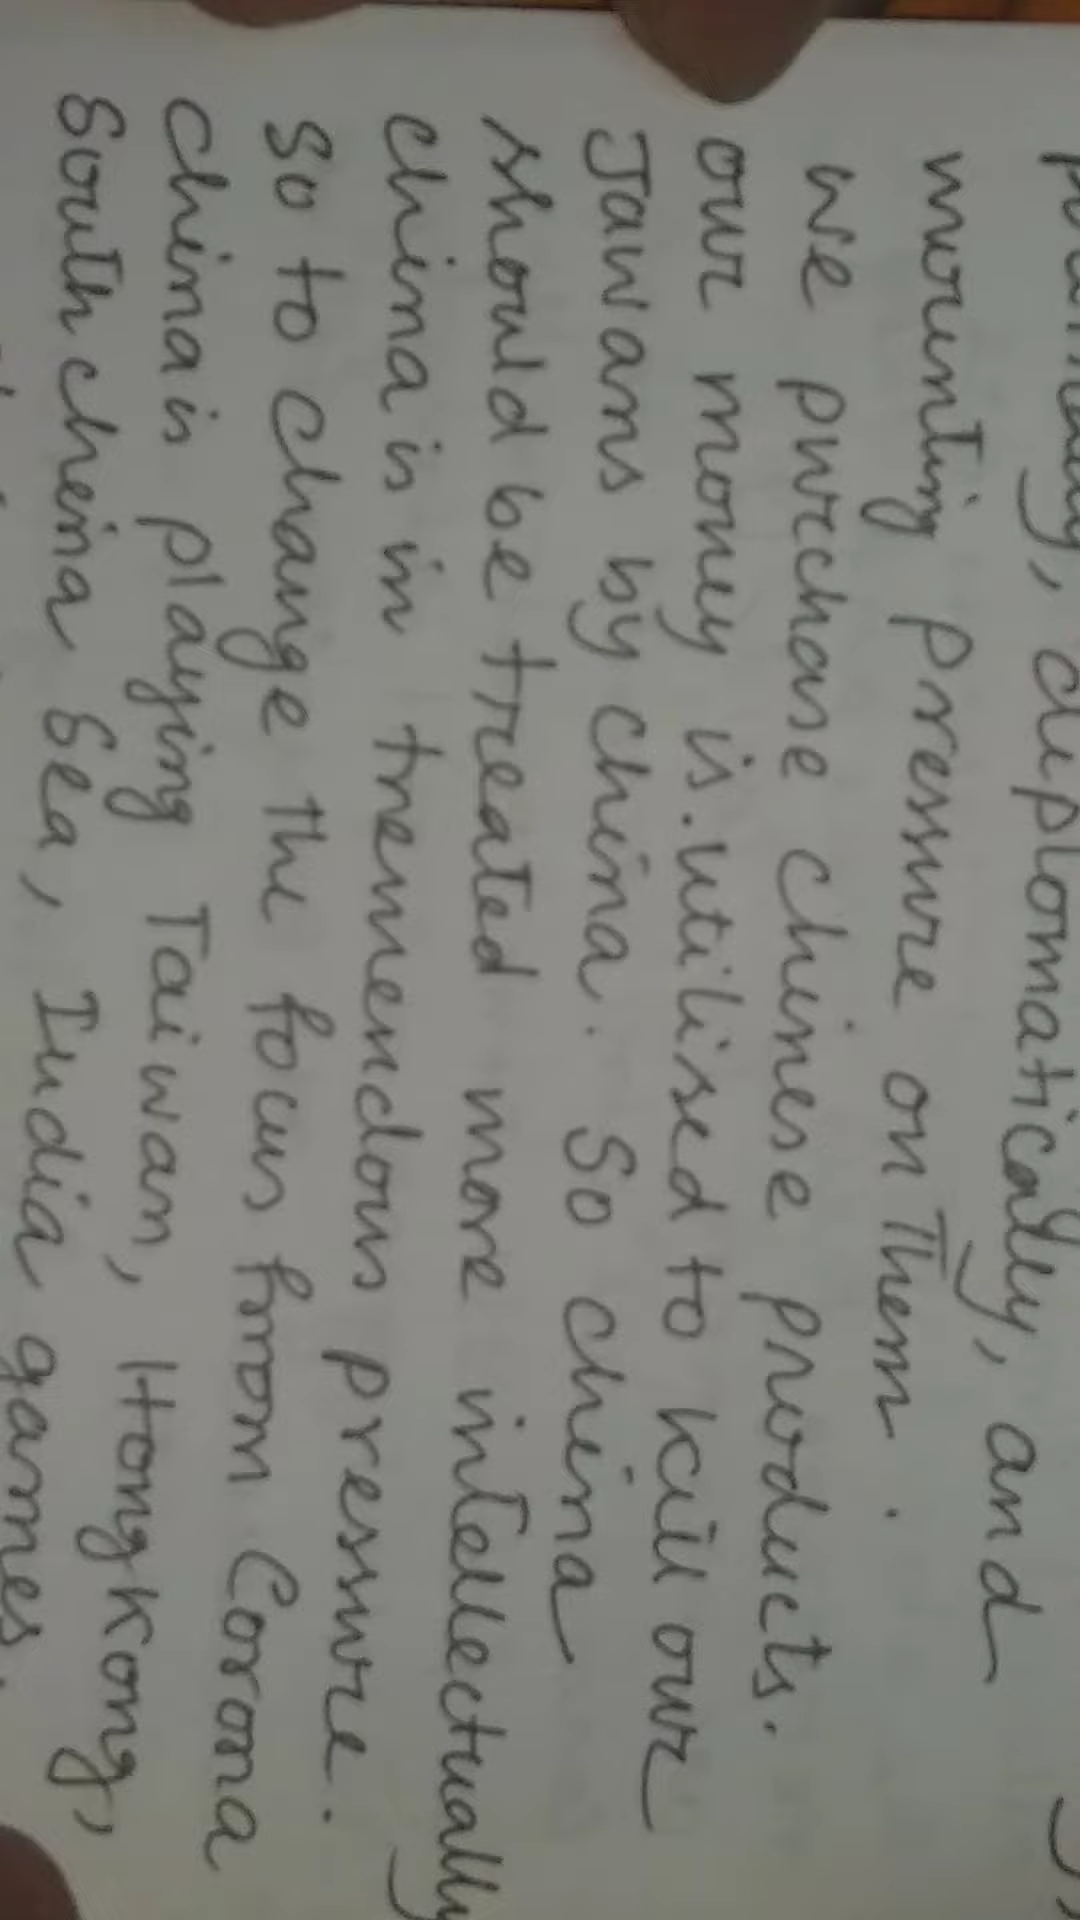 diplomatically, and
mounting pressure on Them.
we purchase chinese products.
our money is utilised to kill our
Jawans by china. So china
should be treated more intellectually
china is in tremendous pressure.
so to change the focus from Corona
china is playing Taiwan, Hongkong,
South china Sea, India games.